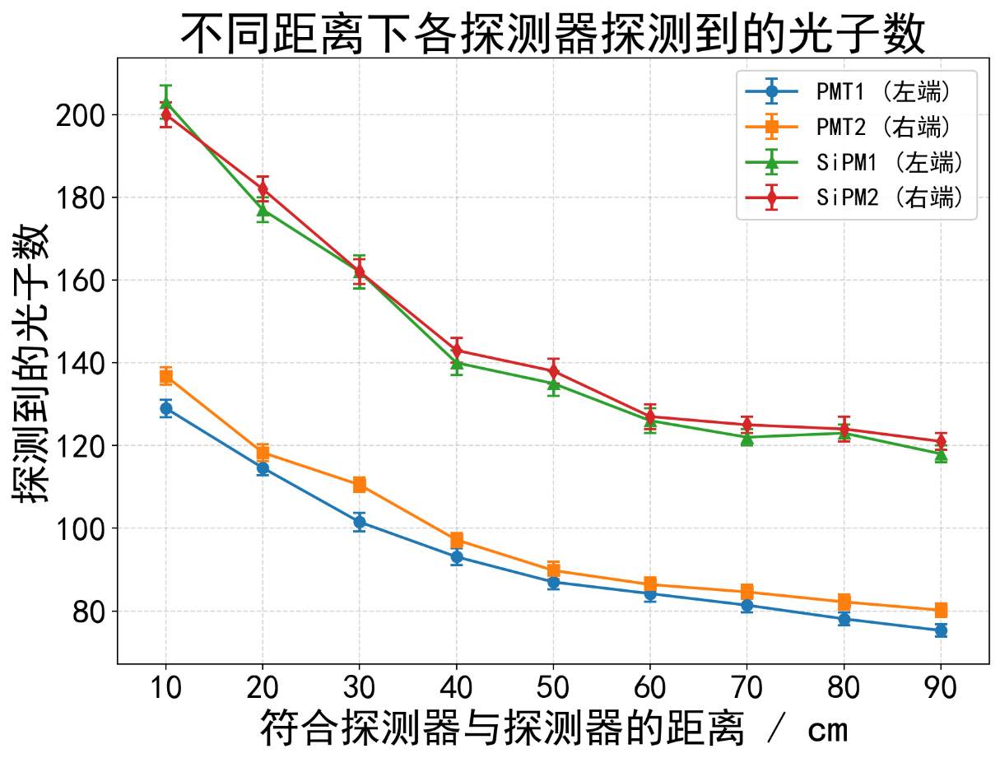 不同距离下各探测器探测到的光子数
PMT1 (左端)
PMT2 (右端)
SiPM1 (左端)
SiPM2 (右端)
探测到的光子数
200
180
160
140
120
100
80
10 20 30 40 50 60 70 80 90
符合探测器与探测器的距离 / cm